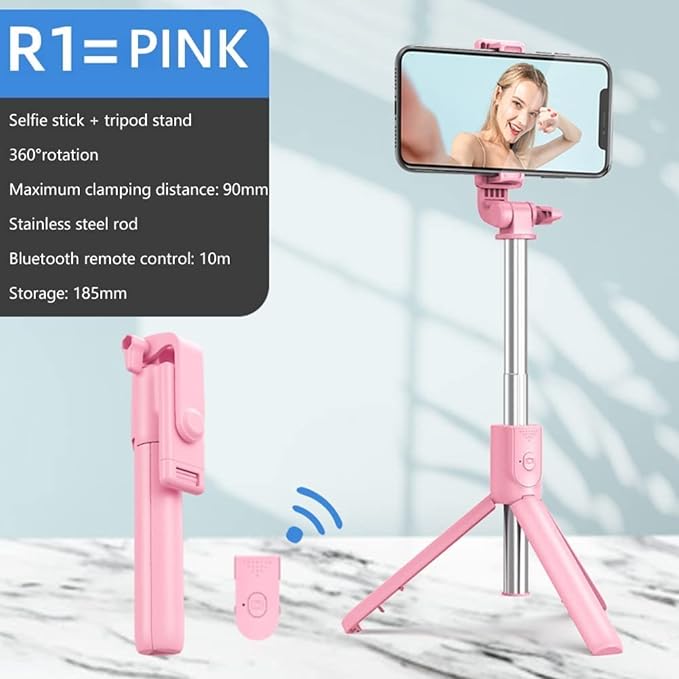 R1=PINK
Selfie stick + tripod stand
360°rotation
Maximum clamping distance: 90mm
Stainless steel rod
Bluetooth remote control: 10m
Storage: 185mm